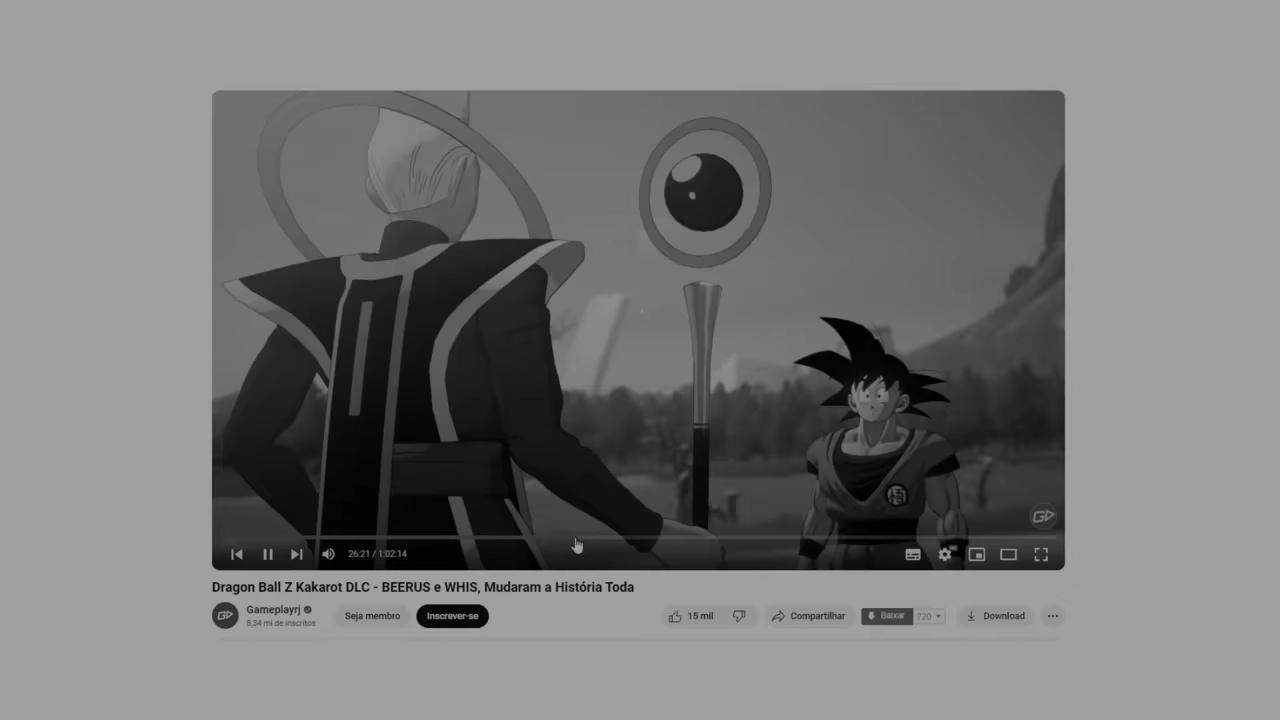 26:21 / 1:02:14
Dragon Ball Z Kakarot DLC - BEERUS e WHIS, Mudaram a História Toda
Gameplayrj
8,34 mi de inscritos
Seja membro
Inscrever-se
15 mil
Compartilhar
Baixar
720
Download